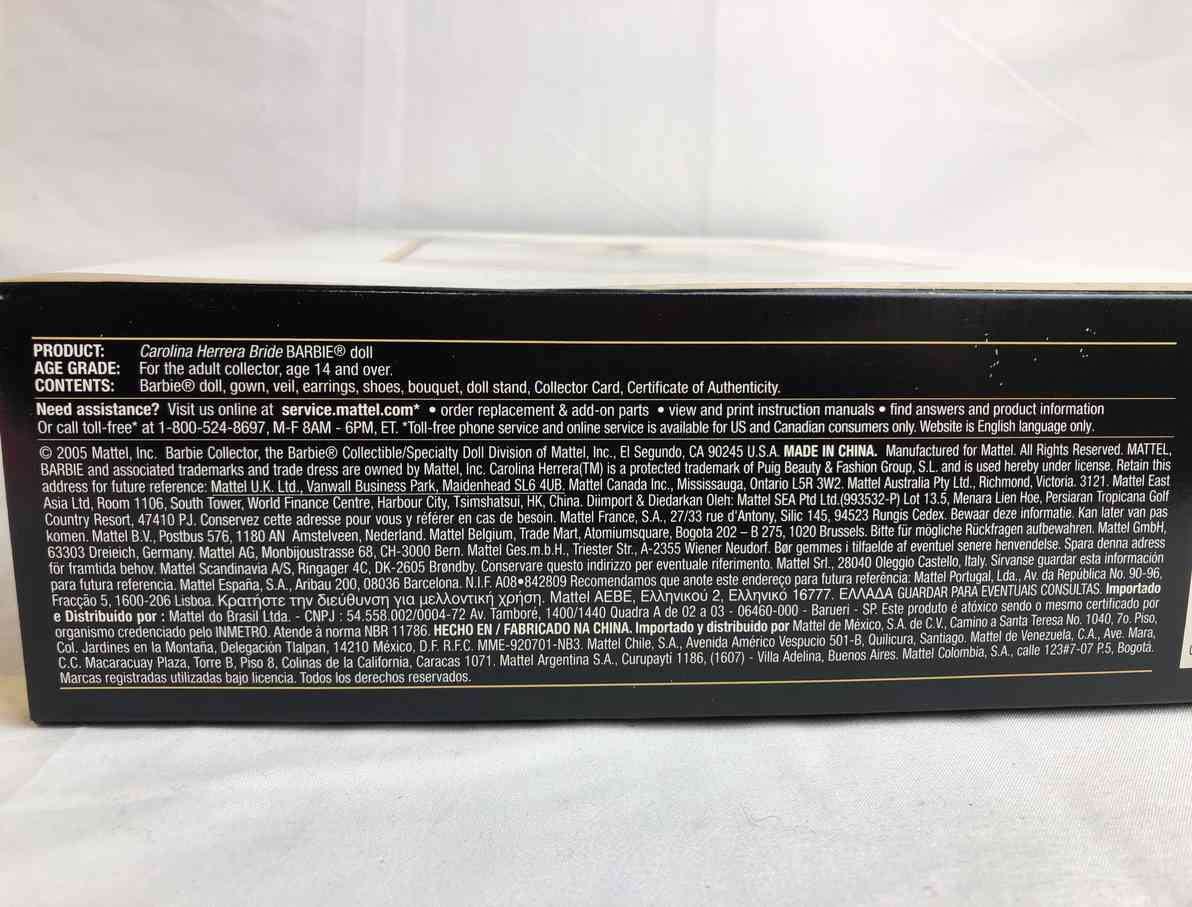 PRODUCT: Carolina Herrera Bride BARBIE® doll
AGE GRADE: For the adult collector, age 14 and over.
CONTENTS: Barbie® doll, gown, veil, earrings, shoes, bouquet, doll stand, Collector Card, Certificate of Authenticity.
Need assistance? Visit us online at service.mattel.com* • order replacement & add-on parts • view and print instruction manuals • find answers and product information
Or call toll-free* at 1-800-524-8697, M-F 8AM - 6PM, ET. *Toll-free phone service and online service is available for US and Canadian consumers only. Website is English language only.
© 2005 Mattel, Inc. Barbie Collector, the Barbie® Collectible/Specialty Doll Division of Mattel, Inc., El Segundo, CA 90245 U.S.A. MADE IN CHINA. Manufactured for Mattel. All Rights Reserved. MATTEL,
BARBIE and associated trademarks and trade dress are owned by Mattel, Inc. Carolina Herrera(TM) is a protected trademark of Puig Beauty & Fashion Group, S.L. and is used hereby under license. Retain this
address for future reference: Mattel U.K. Ltd., Vanwall Business Park, Maidenhead SL6 4UB. Mattel Canada Inc., Mississauga, Ontario L5R 3W2. Mattel Australia Pty Ltd., Richmond, Victoria. 3121. Mattel East
Asia Ltd, Room 1106, South Tower, World Finance Centre, Harbour City, Tsimshatsui, HK, China. Diimport & Diedarkan Oleh: Mattel SEA Ptd Ltd.(993532-P) Lot 13.5, Menara Lien Hoe, Persiaran Tropicana Golf
Country Resort, 47410 PJ. Conservez cette adresse pour vous y référer en cas de besoin. Mattel France, S.A., 27/33 rue d'Antony, Silic 145, 94523 Rungis Cedex. Bewaar deze informatie. Kan later van pas
komen. Mattel B.V., Postbus 576, 1180 AN Amstelveen, Nederland. Mattel Belgium, Trade Mart, Atomiumsquare, Bogota 202 – B 275, 1020 Brussels. Bitte für mögliche Rückfragen aufbewahren. Mattel GmbH,
63303 Dreieich, Germany. Mattel AG, Monbijoustrasse 68, CH-3000 Bern. Mattel Ges.m.b.H., Triester Str., A-2355 Wiener Neudorf. Bør gemmes i tilfaelde af eventuel senere henvendelse. Spara denna adress
för framtida behov. Mattel Scandinavia A/S, Ringager 4C, DK-2605 Brøndby. Conservare questo indirizzo per eventuale riferimento. Mattel Srl., 28040 Oleggio Castello, Italy. Sírvanse guardar esta información
para futura referencia. Mattel España, S.A., Aribau 200, 08036 Barcelona. N.I.F. A08•842809 Recomendamos que anote este endereço para futura referência: Mattel Portugal, Lda., Av. da República No. 90-96,
Fracção 5, 1600-206 Lisboa. Κρατήστε την διεύθυνση για μελλοντική χρήση. Mattel AEBE, Ελληνικού 2, Ελληνικό 16777. ΕΛΛΑΔΑ GUARDAR PARA EVENTUAIS CONSULTAS. Importado
e Distribuido por : Mattel do Brasil Ltda. - CNPJ : 54.558.002/0004-72 Av. Tamboré, 1400/1440 Quadra A de 02 a 03 - 06460-000 - Barueri - SP. Este produto é atóxico sendo o mesmo certificado por
organismo credenciado pelo INMETRO. Atende à norma NBR 11786. HECHO EN / FABRICADO NA CHINA. Importado y distribuido por Mattel de México, S.A. de C.V., Camino a Santa Teresa No. 1040, 7o. Piso,
Col. Jardines en la Montaña, Delegación Tlalpan, 14210 México, D.F. R.F.C. MME-920701-NB3. Mattel Chile, S.A., Avenida Américo Vespucio 501-B, Quilicura, Santiago. Mattel de Venezuela, C.A., Ave. Mara,
C.C. Macaracuay Plaza, Torre B, Piso 8, Colinas de la California, Caracas 1071. Mattel Argentina S.A., Curupaytí 1186, (1607) - Villa Adelina, Buenos Aires. Mattel Colombia, S.A., calle 123#7-07 P.5, Bogotá.
Marcas registradas utilizadas bajo licencia. Todos los derechos reservados.